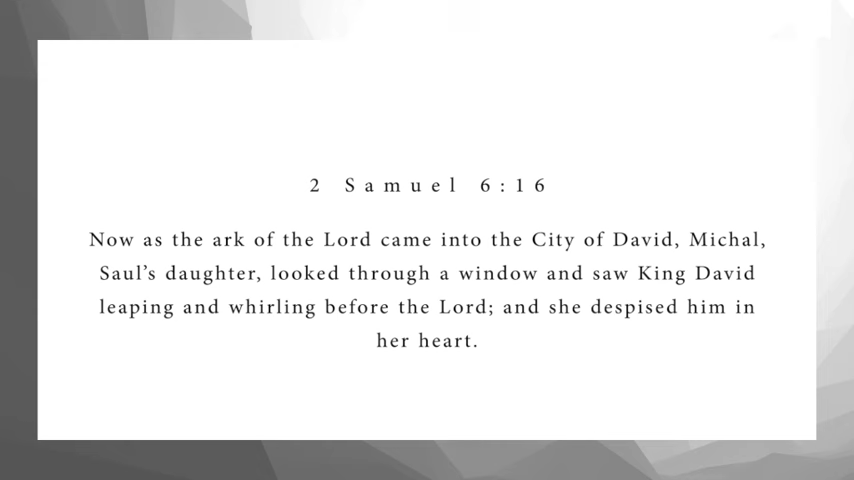 2 Samuel 6:16
Now as the ark of the Lord came into the City of David, Michal,
Saul’s daughter, looked through a window and saw King David
leaping and whirling before the Lord; and she despised him in
her heart.